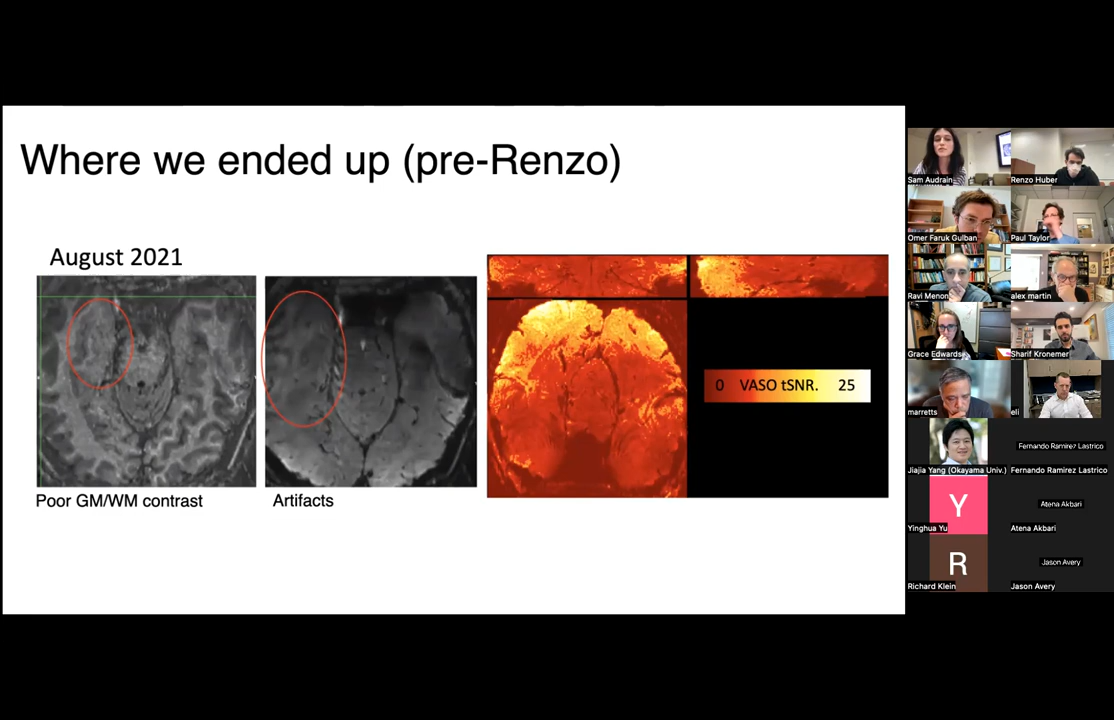 Where we ended up (pre-Renzo)
August 2021
Poor GM/WM contrast
Artifacts
0 VASO tSNR. 25
Sam Audrain
Renzo Huber
Omer Faruk Gulban
Paul Taylor
Ravi Menon
alex martin
Grace Edwards
Sharif Kronemer
marretts
eli
Jiajia Yang (Okayama Univ.)
Fernando Ramirez Lastrico
Fernando Ramirez Lastrico
Y
Atena Akbari
Yinghua Yu
Atena Akbari
R
Jason Avery
Richard Klein
Jason Avery